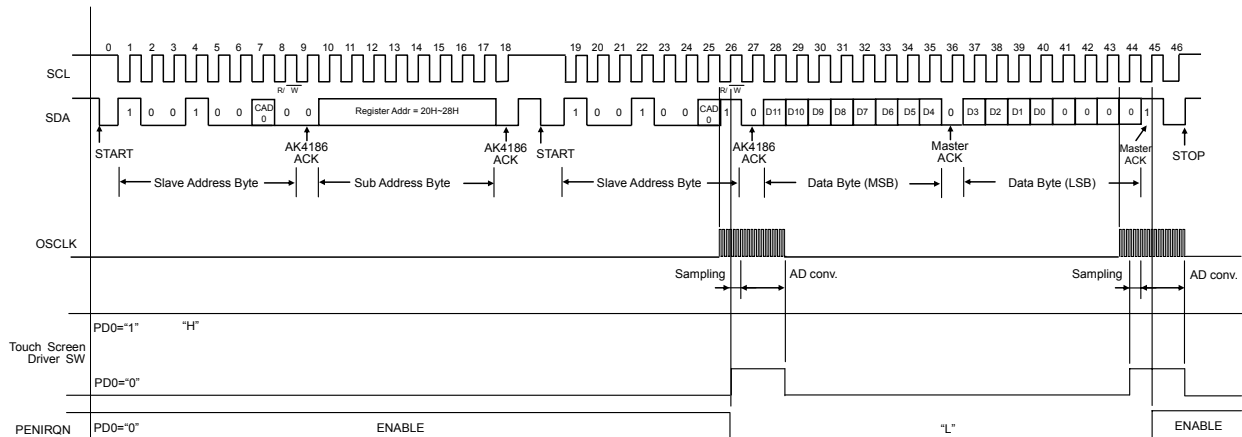 0 1 2 3 4 5 6 7 8 9 10 11 12 13 14 15 16 17 18 19 20 21 22 23 24 25 26 27 28 29 30 31 32 33 34 35 36 37 38 39 40 41 42 43 44 45 46
SCL
R/ W R/ W
SDA 1 0 0 1 0 0 CAD 0 0 0 Register Addr = 20H~28H 1 0 0 1 0 0 CAD 0 1 0 D11 D10 D9 D8 D7 D6 D5 D4 0 D3 D2 D1 D0 0 0 0 0 1
START AK4186 ACK AK4186 ACK START AK4186 ACK Master ACK Master ACK STOP
Slave Address Byte Sub Address Byte Slave Address Byte Data Byte (MSB) Data Byte (LSB)
OSCLK
Sampling AD conv. Sampling AD conv.
PD0="1" "H"
Touch Screen
Driver SW
PD0="0"
PENIRQN PD0="0" ENABLE "L" ENABLE